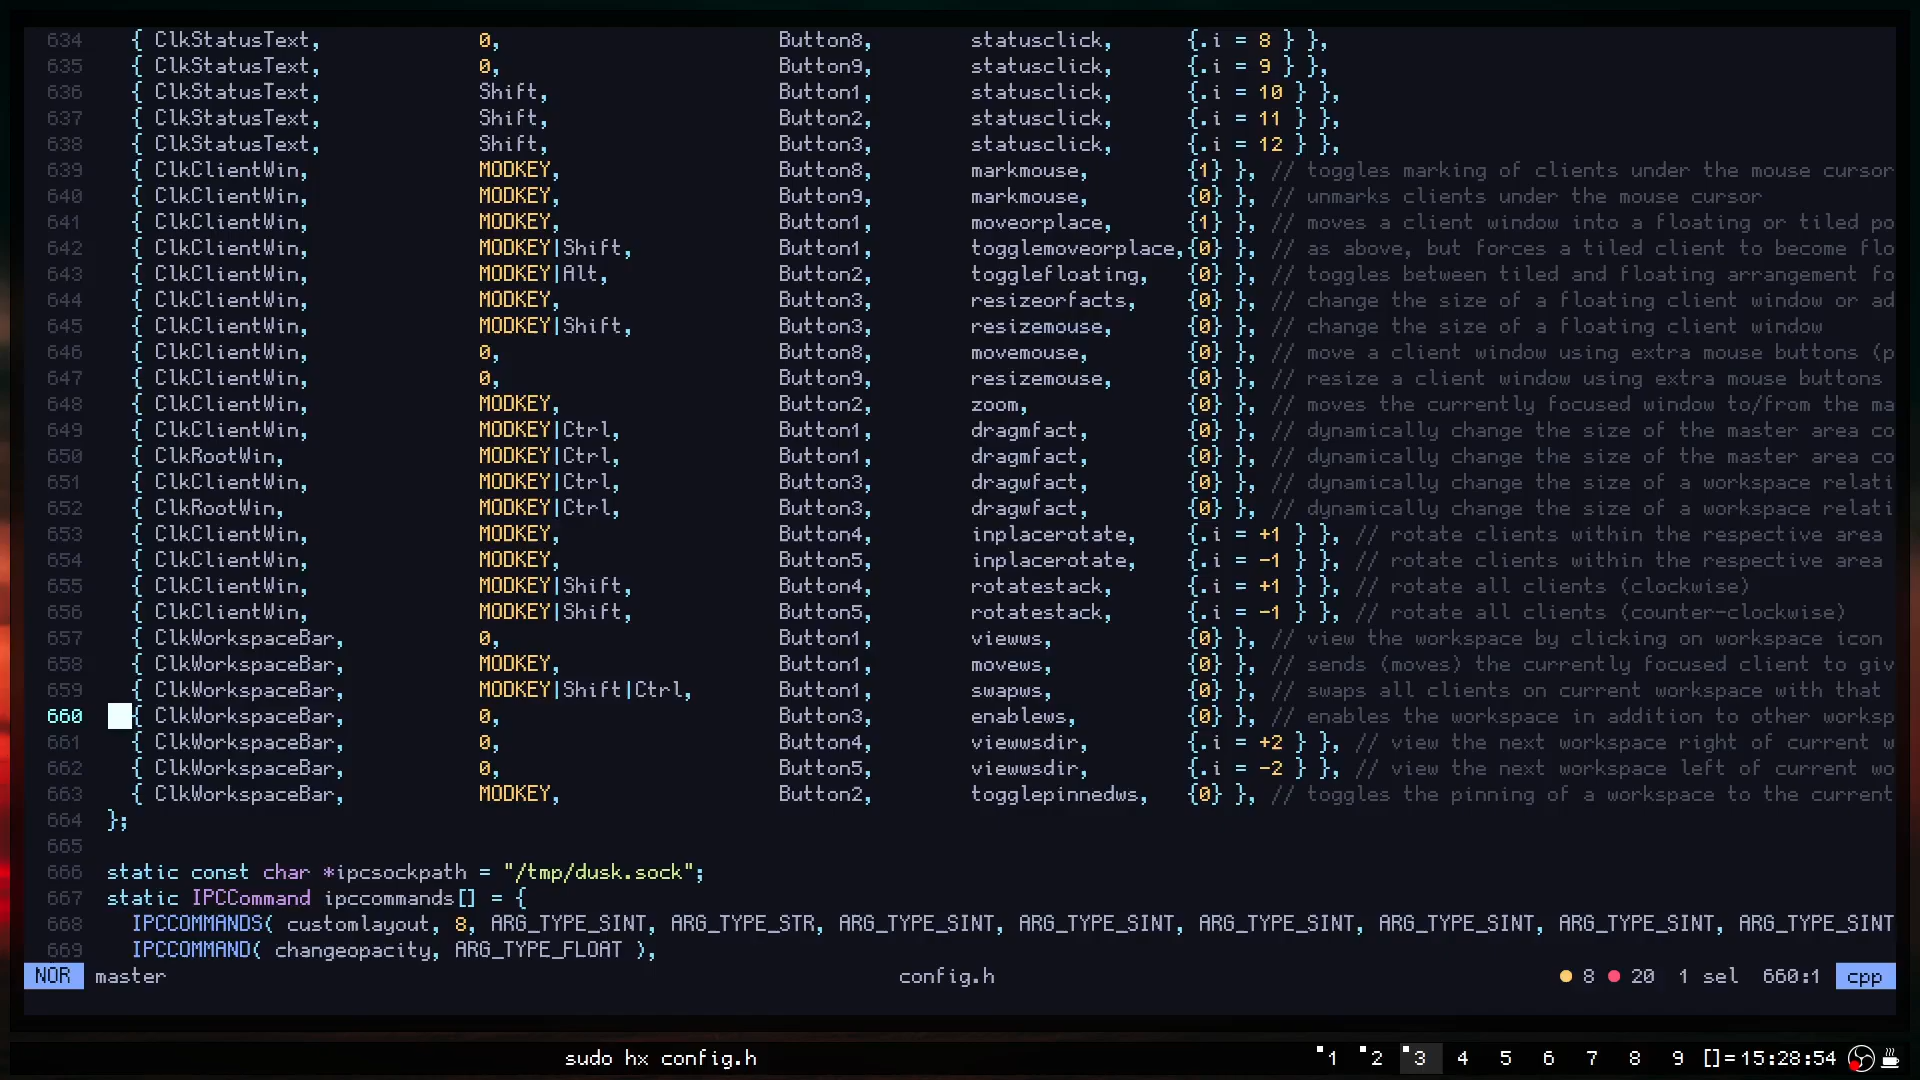 634 { ClkStatusText, 0, Button8, statusclick, {.i = 8 } },
635 { ClkStatusText, 0, Button9, statusclick, {.i = 9 } },
636 { ClkStatusText, Shift, Button1, statusclick, {.i = 10 } },
637 { ClkStatusText, Shift, Button2, statusclick, {.i = 11 } },
638 { ClkStatusText, Shift, Button3, statusclick, {.i = 12 } },
639 { ClkClientWin, MODKEY, Button8, markmouse, {1} }, // toggles marking of clients under the mouse cursor
640 { ClkClientWin, MODKEY, Button9, markmouse, {0} }, // unmarks clients under the mouse cursor
641 { ClkClientWin, MODKEY, Button1, moveorplace, {1} }, // moves a client window into a floating or tiled po
642 { ClkClientWin, MODKEY|Shift, Button1, togglemoveorplace,{0} }, // as above, but forces a tiled client to become flo
643 { ClkClientWin, MODKEY|Alt, Button2, togglefloating, {0} }, // toggles between tiled and floating arrangement fo
644 { ClkClientWin, MODKEY, Button3, resizeorfacts, {0} }, // change the size of a floating client window or ad
645 { ClkClientWin, MODKEY|Shift, Button3, resizemouse, {0} }, // change the size of a floating client window
646 { ClkClientWin, 0, Button8, movemouse, {0} }, // move a client window using extra mouse buttons (p
647 { ClkClientWin, 0, Button9, resizemouse, {0} }, // resize a client window using extra mouse buttons
648 { ClkClientWin, MODKEY, Button2, zoom, {0} }, // moves the currently focused window to/from the ma
649 { ClkClientWin, MODKEY|Ctrl, Button1, dragmfact, {0} }, // dynamically change the size of the master area co
650 { ClkRootWin, MODKEY|Ctrl, Button1, dragmfact, {0} }, // dynamically change the size of the master area co
651 { ClkClientWin, MODKEY|Ctrl, Button3, dragwfact, {0} }, // dynamically change the size of a workspace relati
652 { ClkRootWin, MODKEY|Ctrl, Button3, dragwfact, {0} }, // dynamically change the size of a workspace relati
653 { ClkClientWin, MODKEY, Button4, inplacerotate, {.i = +1 } }, // rotate clients within the respective area
654 { ClkClientWin, MODKEY, Button5, inplacerotate, {.i = -1 } }, // rotate clients within the respective area
655 { ClkClientWin, MODKEY|Shift, Button4, rotatestack, {.i = +1 } }, // rotate all clients (clockwise)
656 { ClkClientWin, MODKEY|Shift, Button5, rotatestack, {.i = -1 } }, // rotate all clients (counter-clockwise)
657 { ClkWorkspaceBar, 0, Button1, viewws, {0} }, // view the workspace by clicking on workspace icon
658 { ClkWorkspaceBar, MODKEY, Button1, movews, {0} }, // sends (moves) the currently focused client to giv
659 { ClkWorkspaceBar, MODKEY|Shift|Ctrl, Button1, swapws, {0} }, // swaps all clients on current workspace with that
660 { ClkWorkspaceBar, 0, Button3, enablews, {0} }, // enables the workspace in addition to other worksp
661 { ClkWorkspaceBar, 0, Button4, viewwsdir, {.i = +2 } }, // view the next workspace right of current w
662 { ClkWorkspaceBar, 0, Button5, viewwsdir, {.i = -2 } }, // view the next workspace left of current wo
663 { ClkWorkspaceBar, MODKEY, Button2, togglepinnedws, {0} }, // toggles the pinning of a workspace to the current
664 };
665
666 static const char *ipcsockpath = "/tmp/dusk.sock";
667 static IPCCommand ipccommands[] = {
668 IPCCOMMANDS( customlayout, 8, ARG_TYPE_SINT, ARG_TYPE_STR, ARG_TYPE_SINT, ARG_TYPE_SINT, ARG_TYPE_SINT, ARG_TYPE_SINT, ARG_TYPE_SINT, ARG_TYPE_SINT
669 IPCCOMMAND( changeopacity, ARG_TYPE_FLOAT ),
NOR master config.h 8 20 1 sel 660:1 cpp
sudo hx config.h 1 2 3 4 5 6 7 8 9 []= 15:28:54